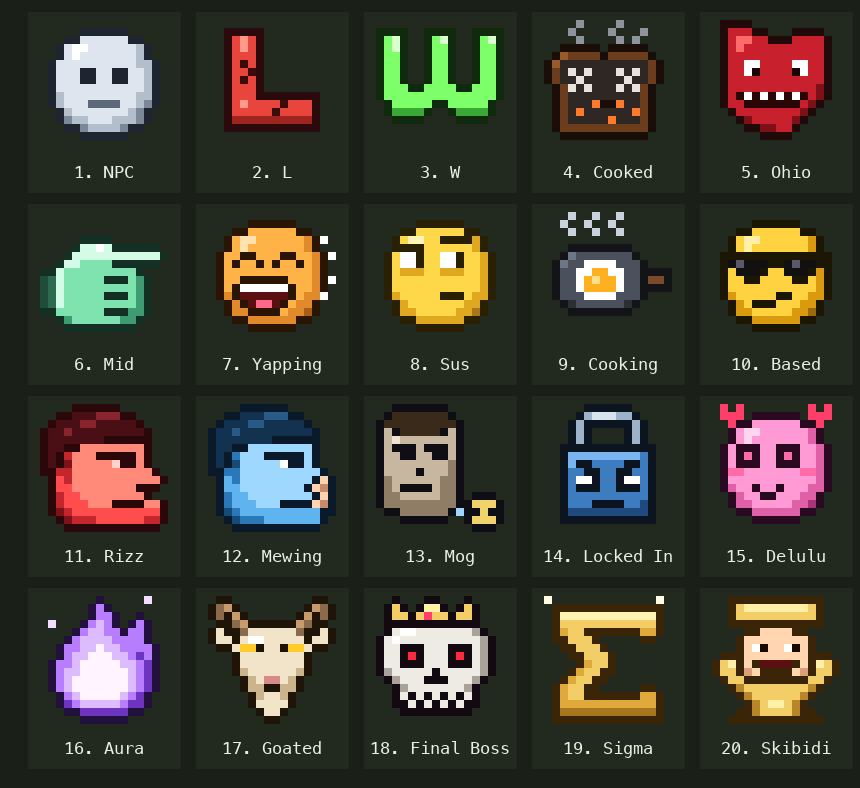 1. NPC
2. L
3. W
4. Cooked
5. Ohio
6. Mid
7. Yapping
8. Sus
9. Cooking
10. Based
11. Rizz
12. Mewing
13. Mog
14. Locked In
15. Delulu
16. Aura
17. Goated
18. Final Boss
19. Sigma
20. Skibidi